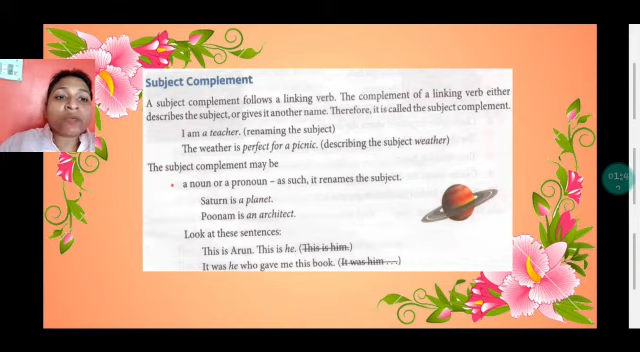 Subject Complement
A subject complement follows a linking verb. The complement of a linking verb either
describes the subject, or gives it another name. Therefore, it is called the subject complement.
I am a teacher. (renaming the subject)
The weather is perfect for a picnic. (describing the subject weather)
The subject complement may be
• a noun or a pronoun – as such, it renames the subject.
Saturn is a planet.
Poonam is an architect.
Look at these sentences:
This is Arun. This is he. (This is him.)
It was he who gave me this book. (It was him ...)